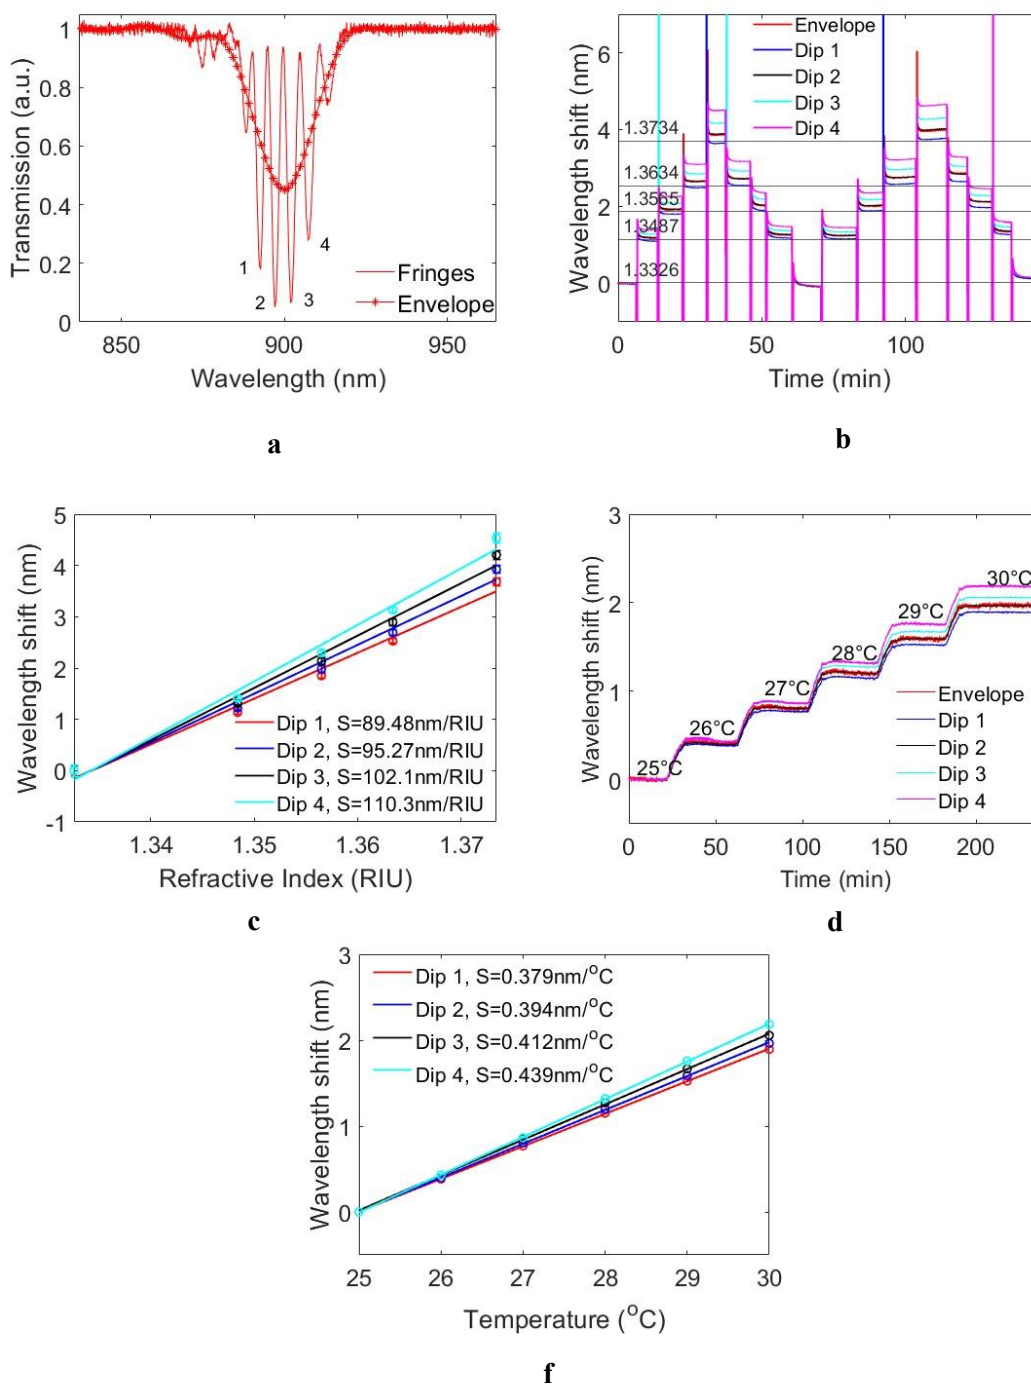 1
0.8
0.6
0.4
0.2
0
Transmission (a.u.)
1
2
3
4
Fringes
Envelope
850
900
950
Wavelength (nm)
a
6
4
2
0
Wavelength shift (nm)
Envelope
Dip 1
Dip 2
Dip 3
Dip 4
1.3734
1.3634
1.3565
1.3487
1.3326
0
50
100
Time (min)
b
5
4
3
2
1
0
-1
Wavelength shift (nm)
Dip 1, S=89.48nm/RIU
Dip 2, S=95.27nm/RIU
Dip 3, S=102.1nm/RIU
Dip 4, S=110.3nm/RIU
1.34
1.35
1.36
1.37
Refractive Index (RIU)
c
3
2
1
0
Wavelength shift (nm)
25°C
26°C
27°C
28°C
29°C
30°C
Envelope
Dip 1
Dip 2
Dip 3
Dip 4
0
50
100
150
200
Time (min)
d
3
2
1
0
Wavelength shift (nm)
Dip 1, S=0.379nm/°C
Dip 2, S=0.394nm/°C
Dip 3, S=0.412nm/°C
Dip 4, S=0.439nm/°C
25
26
27
28
29
30
Temperature (°C)
f